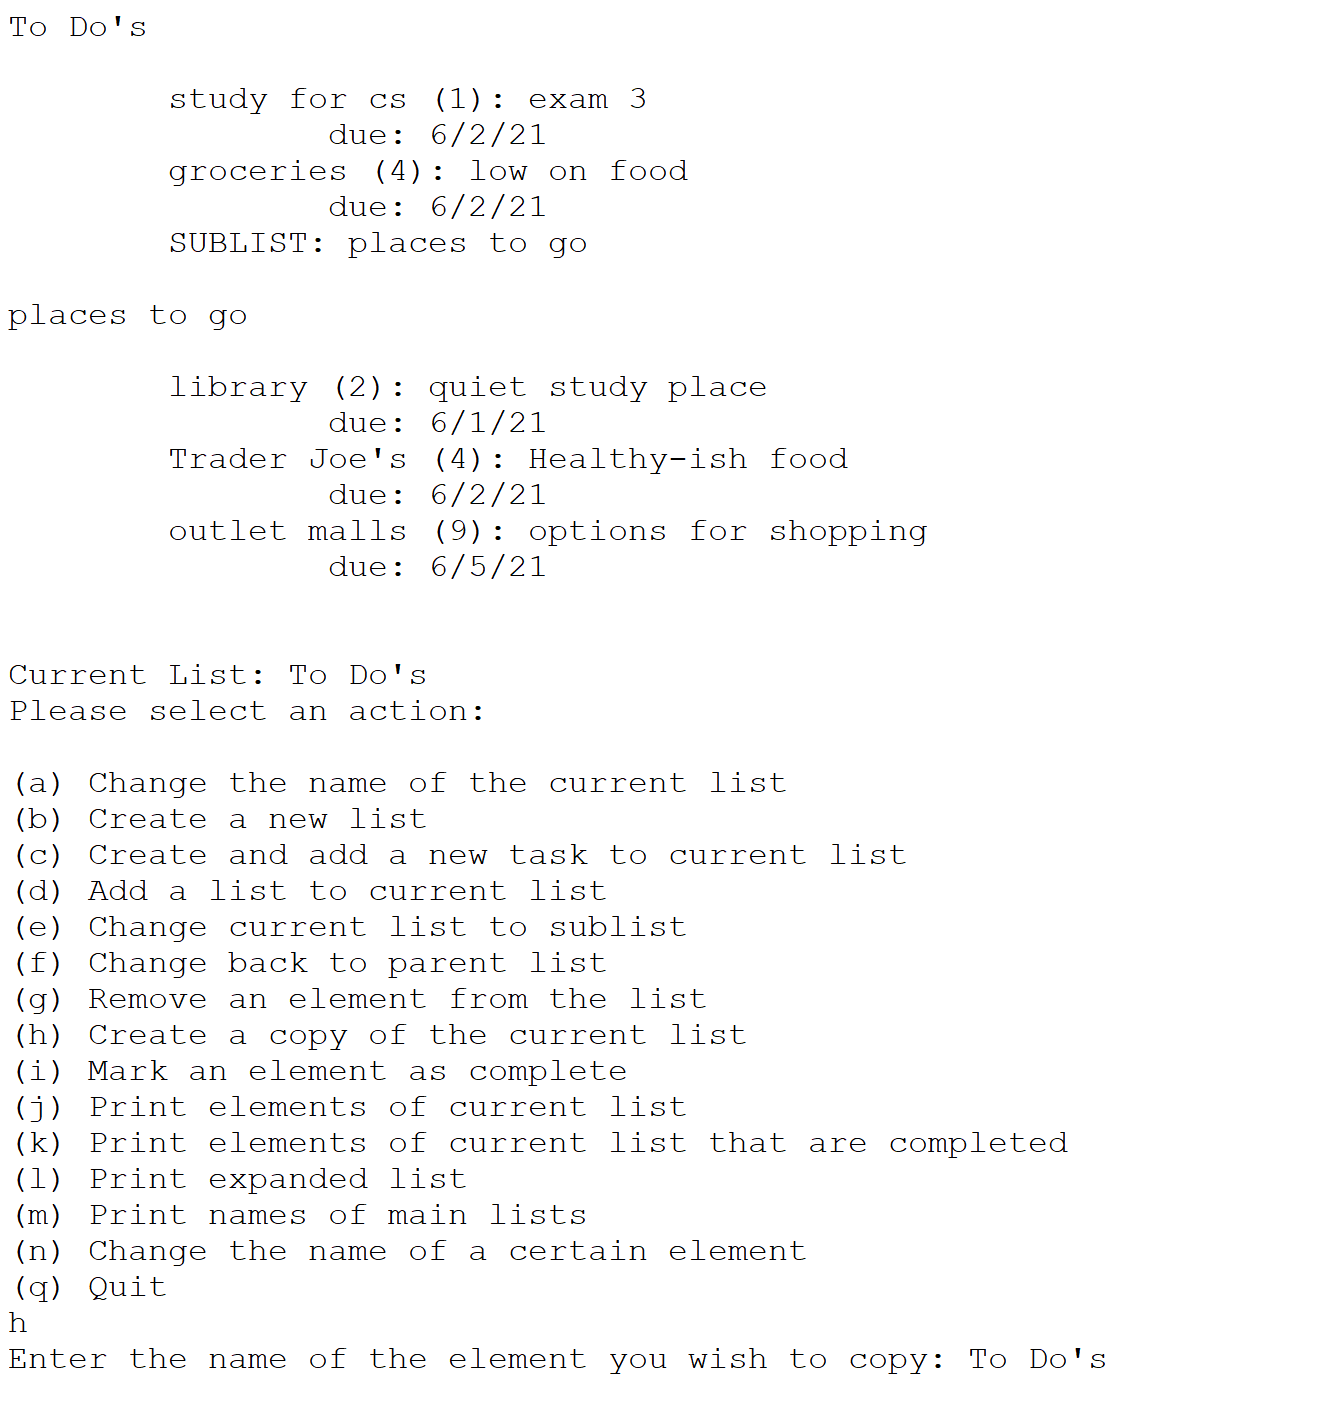 To Do's
study for cs (1): exam 3
due: 6/2/21
groceries (4): low on food
due: 6/2/21
SUBLIST: places to go
places to go
library (2): quiet study place
due: 6/1/21
Trader Joe's (4): Healthy-ish food
due: 6/2/21
outlet malls (9): options for shopping
due: 6/5/21
Current List: To Do's
Please select an action:
(a) Change the name of the current list
(b) Create a new list
(c) Create and add a new task to current list
(d) Add a list to current list
(e) Change current list to sublist
(f) Change back to parent list
(g) Remove an element from the list
(h) Create a copy of the current list
(i) Mark an element as complete
(j) Print elements of current list
(k) Print elements of current list that are completed
(l) Print expanded list
(m) Print names of main lists
(n) Change the name of a certain element
(q) Quit
h
Enter the name of the element you wish to copy: To Do's